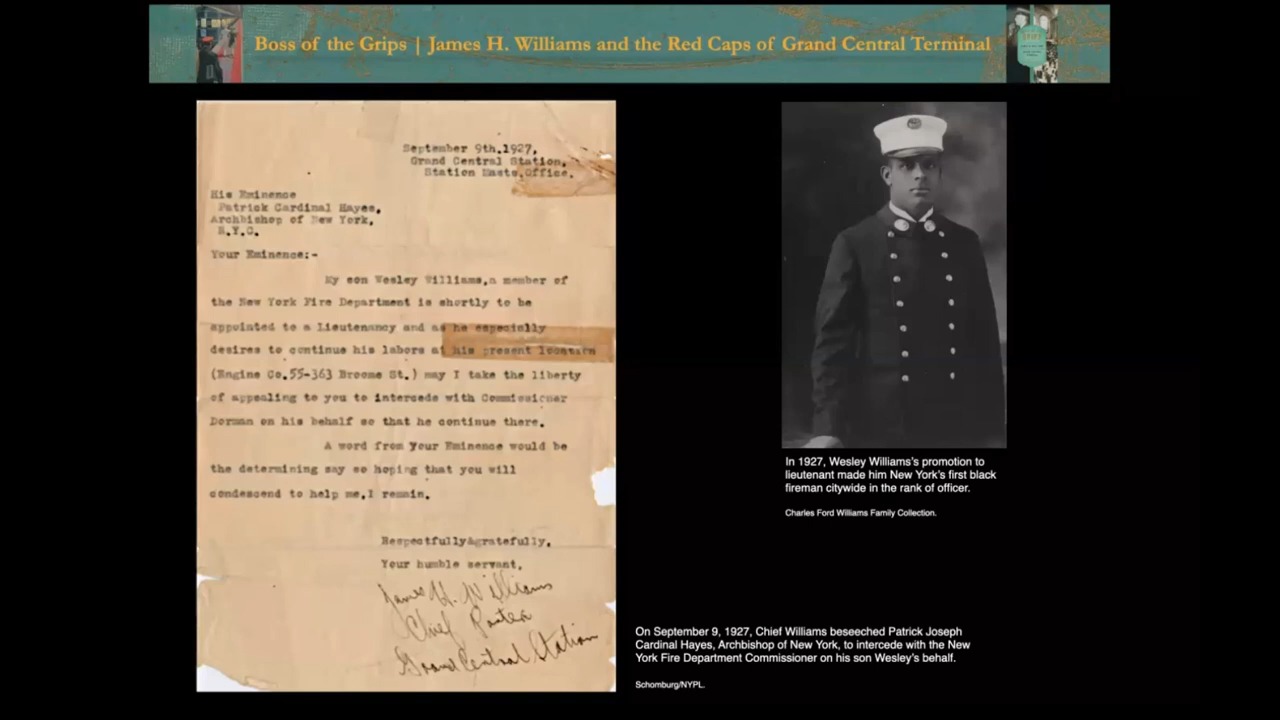 Boss of the Grips | James H. Williams and the Red Caps of Grand Central Terminal
September 9th.1927,
Grand Central Station,
Station Maste.Office.
His Eminence
Patrick Cardinal Hayes,
Archbishop of New York,
N.Y.C.
Your Eminence:-
My son Wesley Williams,a member of
the New York Fire Department is shortly to be
appointed to a Lieutenancy and as he especially
desires to continue his labors at his present location
(Engine Co.55-363 Broome St.) may I take the liberty
of appealing to you to intercede with Commissioner
Dorman on his behalf so that he continue there.
A word from Your Eminence would be
the determining say so hoping that you will
condescend to help me,I remain.
Respectfully&gratefully,
Your humble servant,
James H. Williams
Chief Porter
Grand Central Station
In 1927, Wesley Williams's promotion to
lieutenant made him New York's first black
fireman citywide in the rank of officer.
Charles Ford Williams Family Collection.
On September 9, 1927, Chief Williams beseeched Patrick Joseph
Cardinal Hayes, Archbishop of New York, to intercede with the New
York Fire Department Commissioner on his son Wesley's behalf.
Schomburg/NYPL.